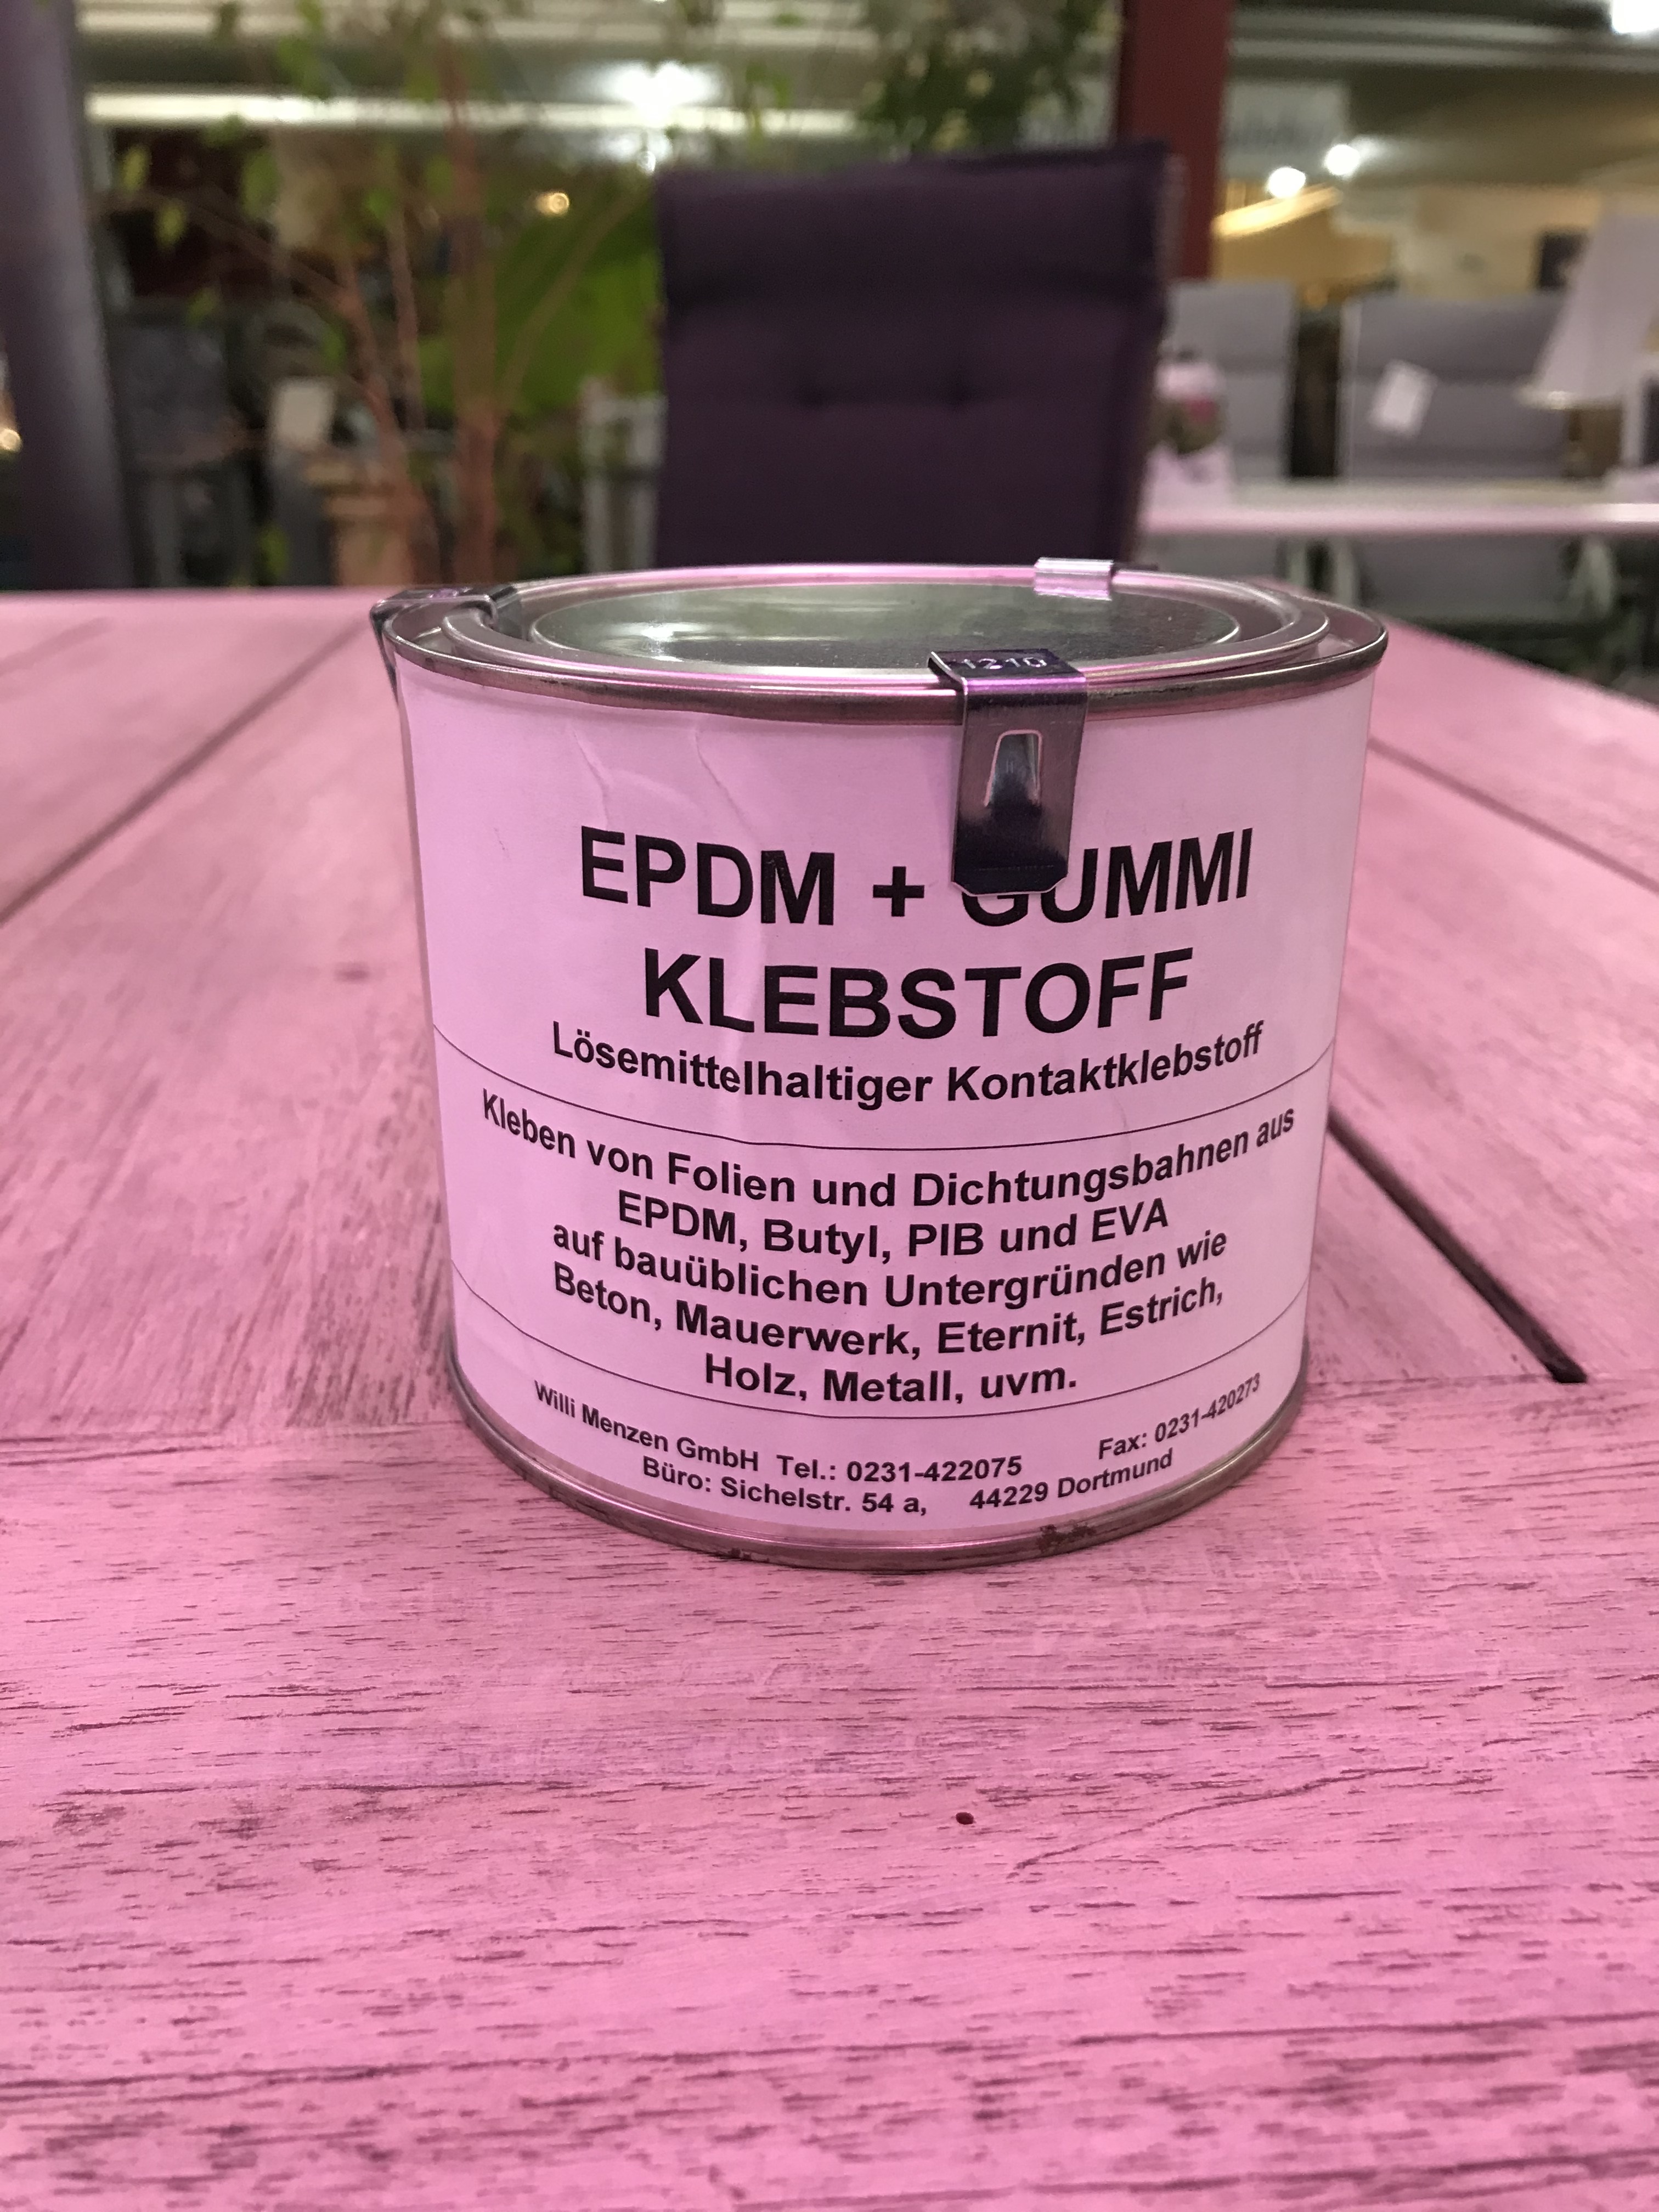 1210
EPDM + GUMMI
KLEBSTOFF
Lösemittelhaltiger Kontaktklebstoff
Kleben von Folien und Dichtungsbahnen aus
EPDM, Butyl, PIB und EVA
auf bauüblichen Untergründen wie
Beton, Mauerwerk, Eternit, Estrich,
Holz, Metall, uvm.
Willi Menzen GmbH Tel.: 0231-422075 Fax: 0231-420273
Büro: Sichelstr. 54 a, 44229 Dortmund